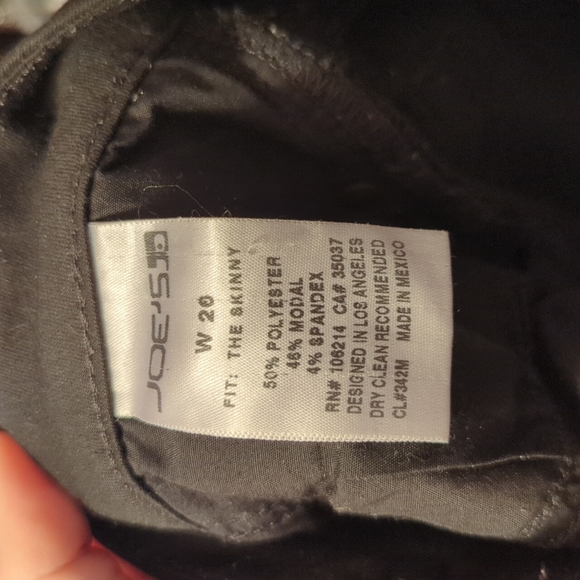 JOE'S JD
W 26
FIT: THE SKINNY
50% POLYESTER
46% MODAL
4% SPANDEX
RN# 106214 CA# 35037
DESIGNED IN LOS ANGELES
DRY CLEAN RECOMMENDED
CL#342M MADE IN MEXICO